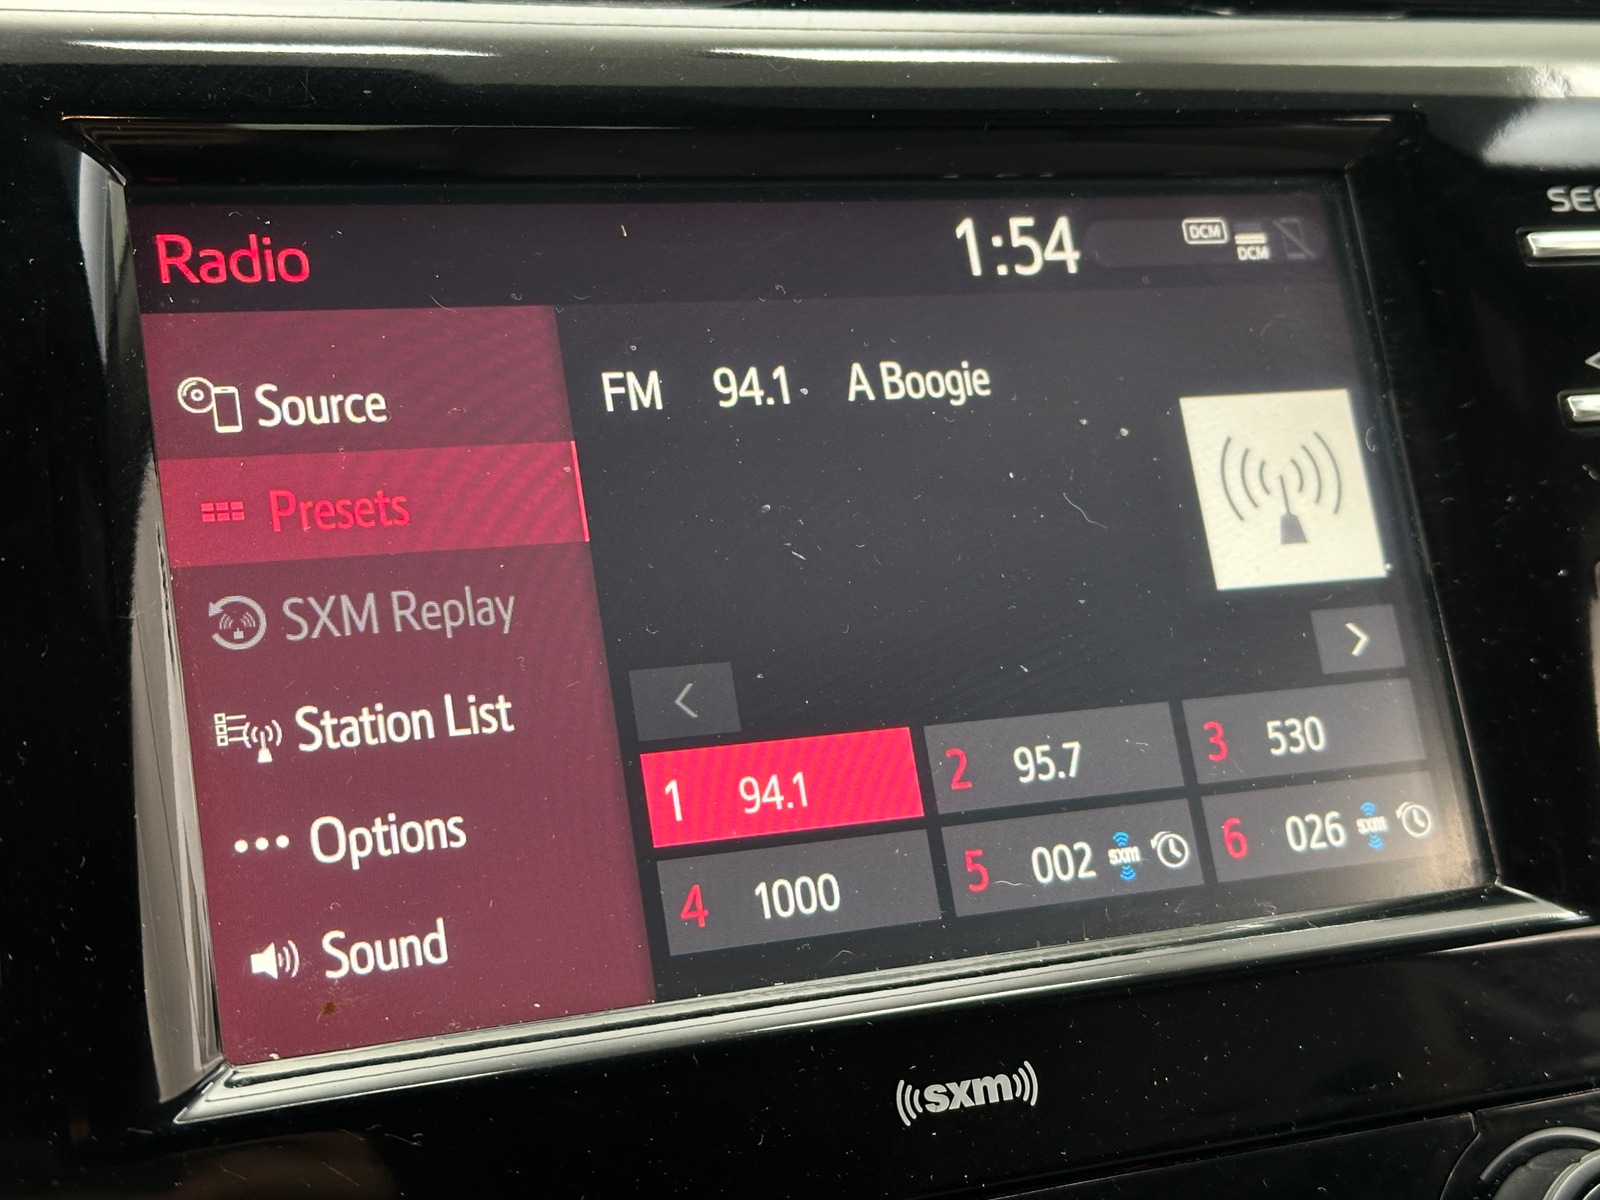 Radio
1:54
DCM
DCM
Source
Presets
SXM Replay
Station List
Options
Sound
FM 94.1 A Boogie
1 94.1
2 95.7
3 530
4 1000
5 002 sxm
6 026 sxm
sxm